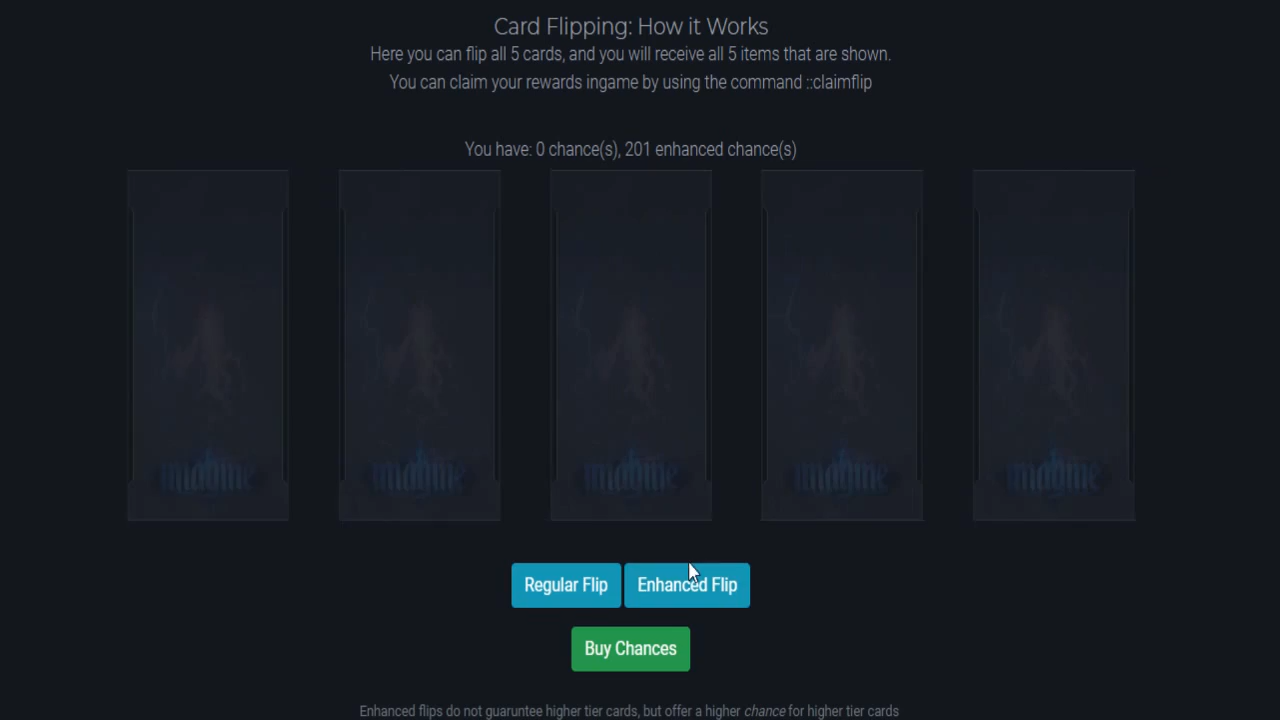 Card Flipping: How it Works
Here you can flip all 5 cards, and you will receive all 5 items that are shown.
You can claim your rewards ingame by using the command ::claimflip
You have: 0 chance(s), 201 enhanced chance(s)
Regular Flip Enhanced Flip
Buy Chances
Enhanced flips do not guaruntee higher tier cards, but offer a higher chance for higher tier cards